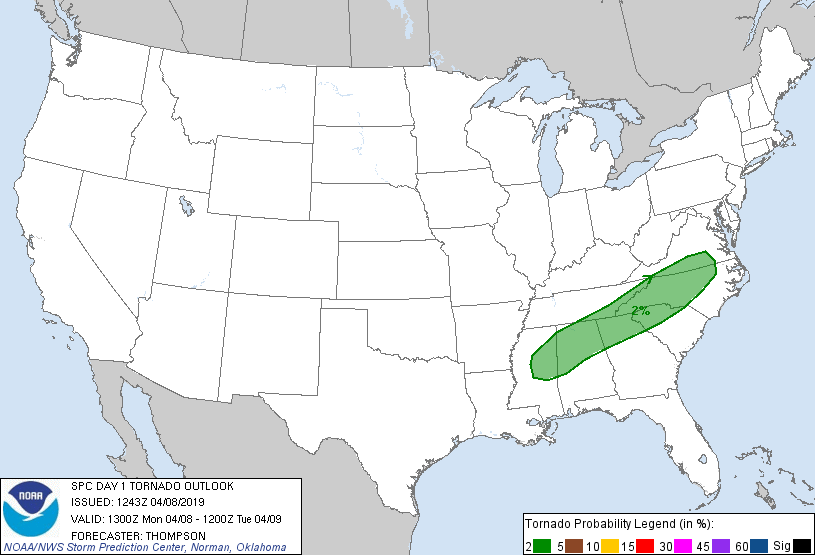 2%
NOAA
SPC DAY 1 TORNADO OUTLOOK
ISSUED: 1243Z 04/08/2019
VALID: 1300Z Mon 04/08 - 1200Z Tue 04/09
FORECASTER: THOMPSON
NOAA/NWS Storm Prediction Center, Norman, Oklahoma
Tornado Probability Legend (in %):
2 5 10 15 30 45 60 Sig